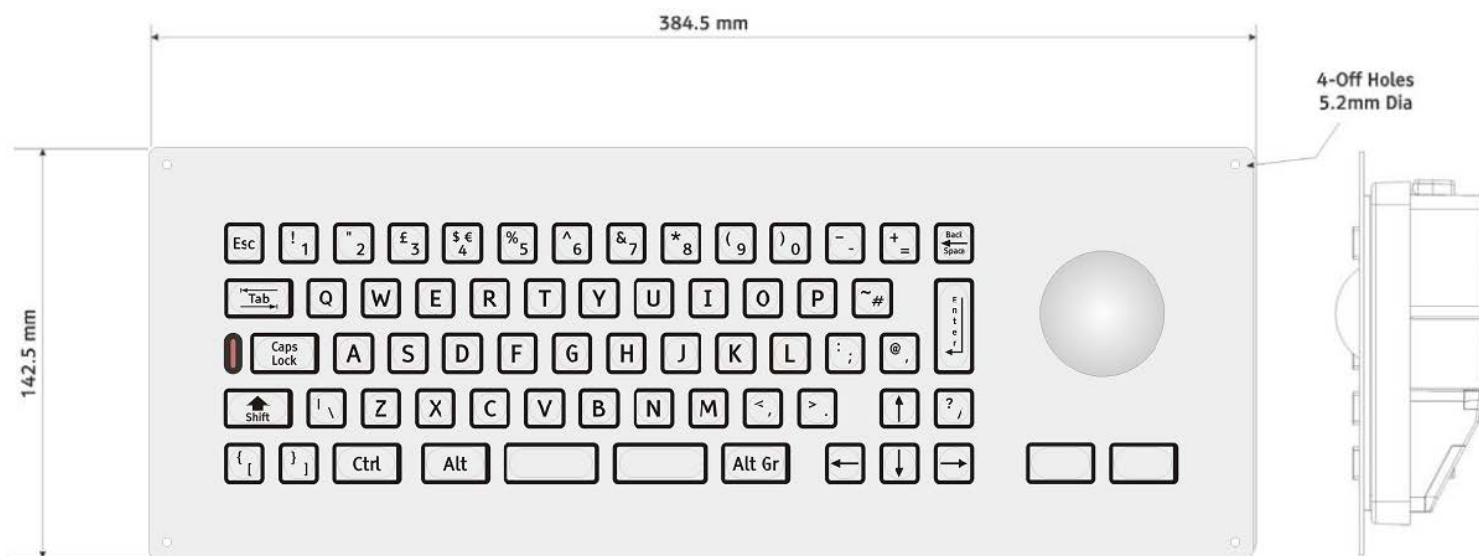 384.5 mm
4-Off Holes
5.2mm Dia
142.5 mm
Esc ! 1 " 2 £ 3 $ € 4 % 5 ^ 6 & 7 * 8 ( 9 ) 0 _ - + = Back Space
Tab Q W E R T Y U I O P ~ # Enter
Caps Lock A S D F G H J K L : ; @ '
Shift | \ Z X C V B N M < , > . ↑ ? /
{ [ } ] Ctrl Alt Alt Gr ← ↓ →